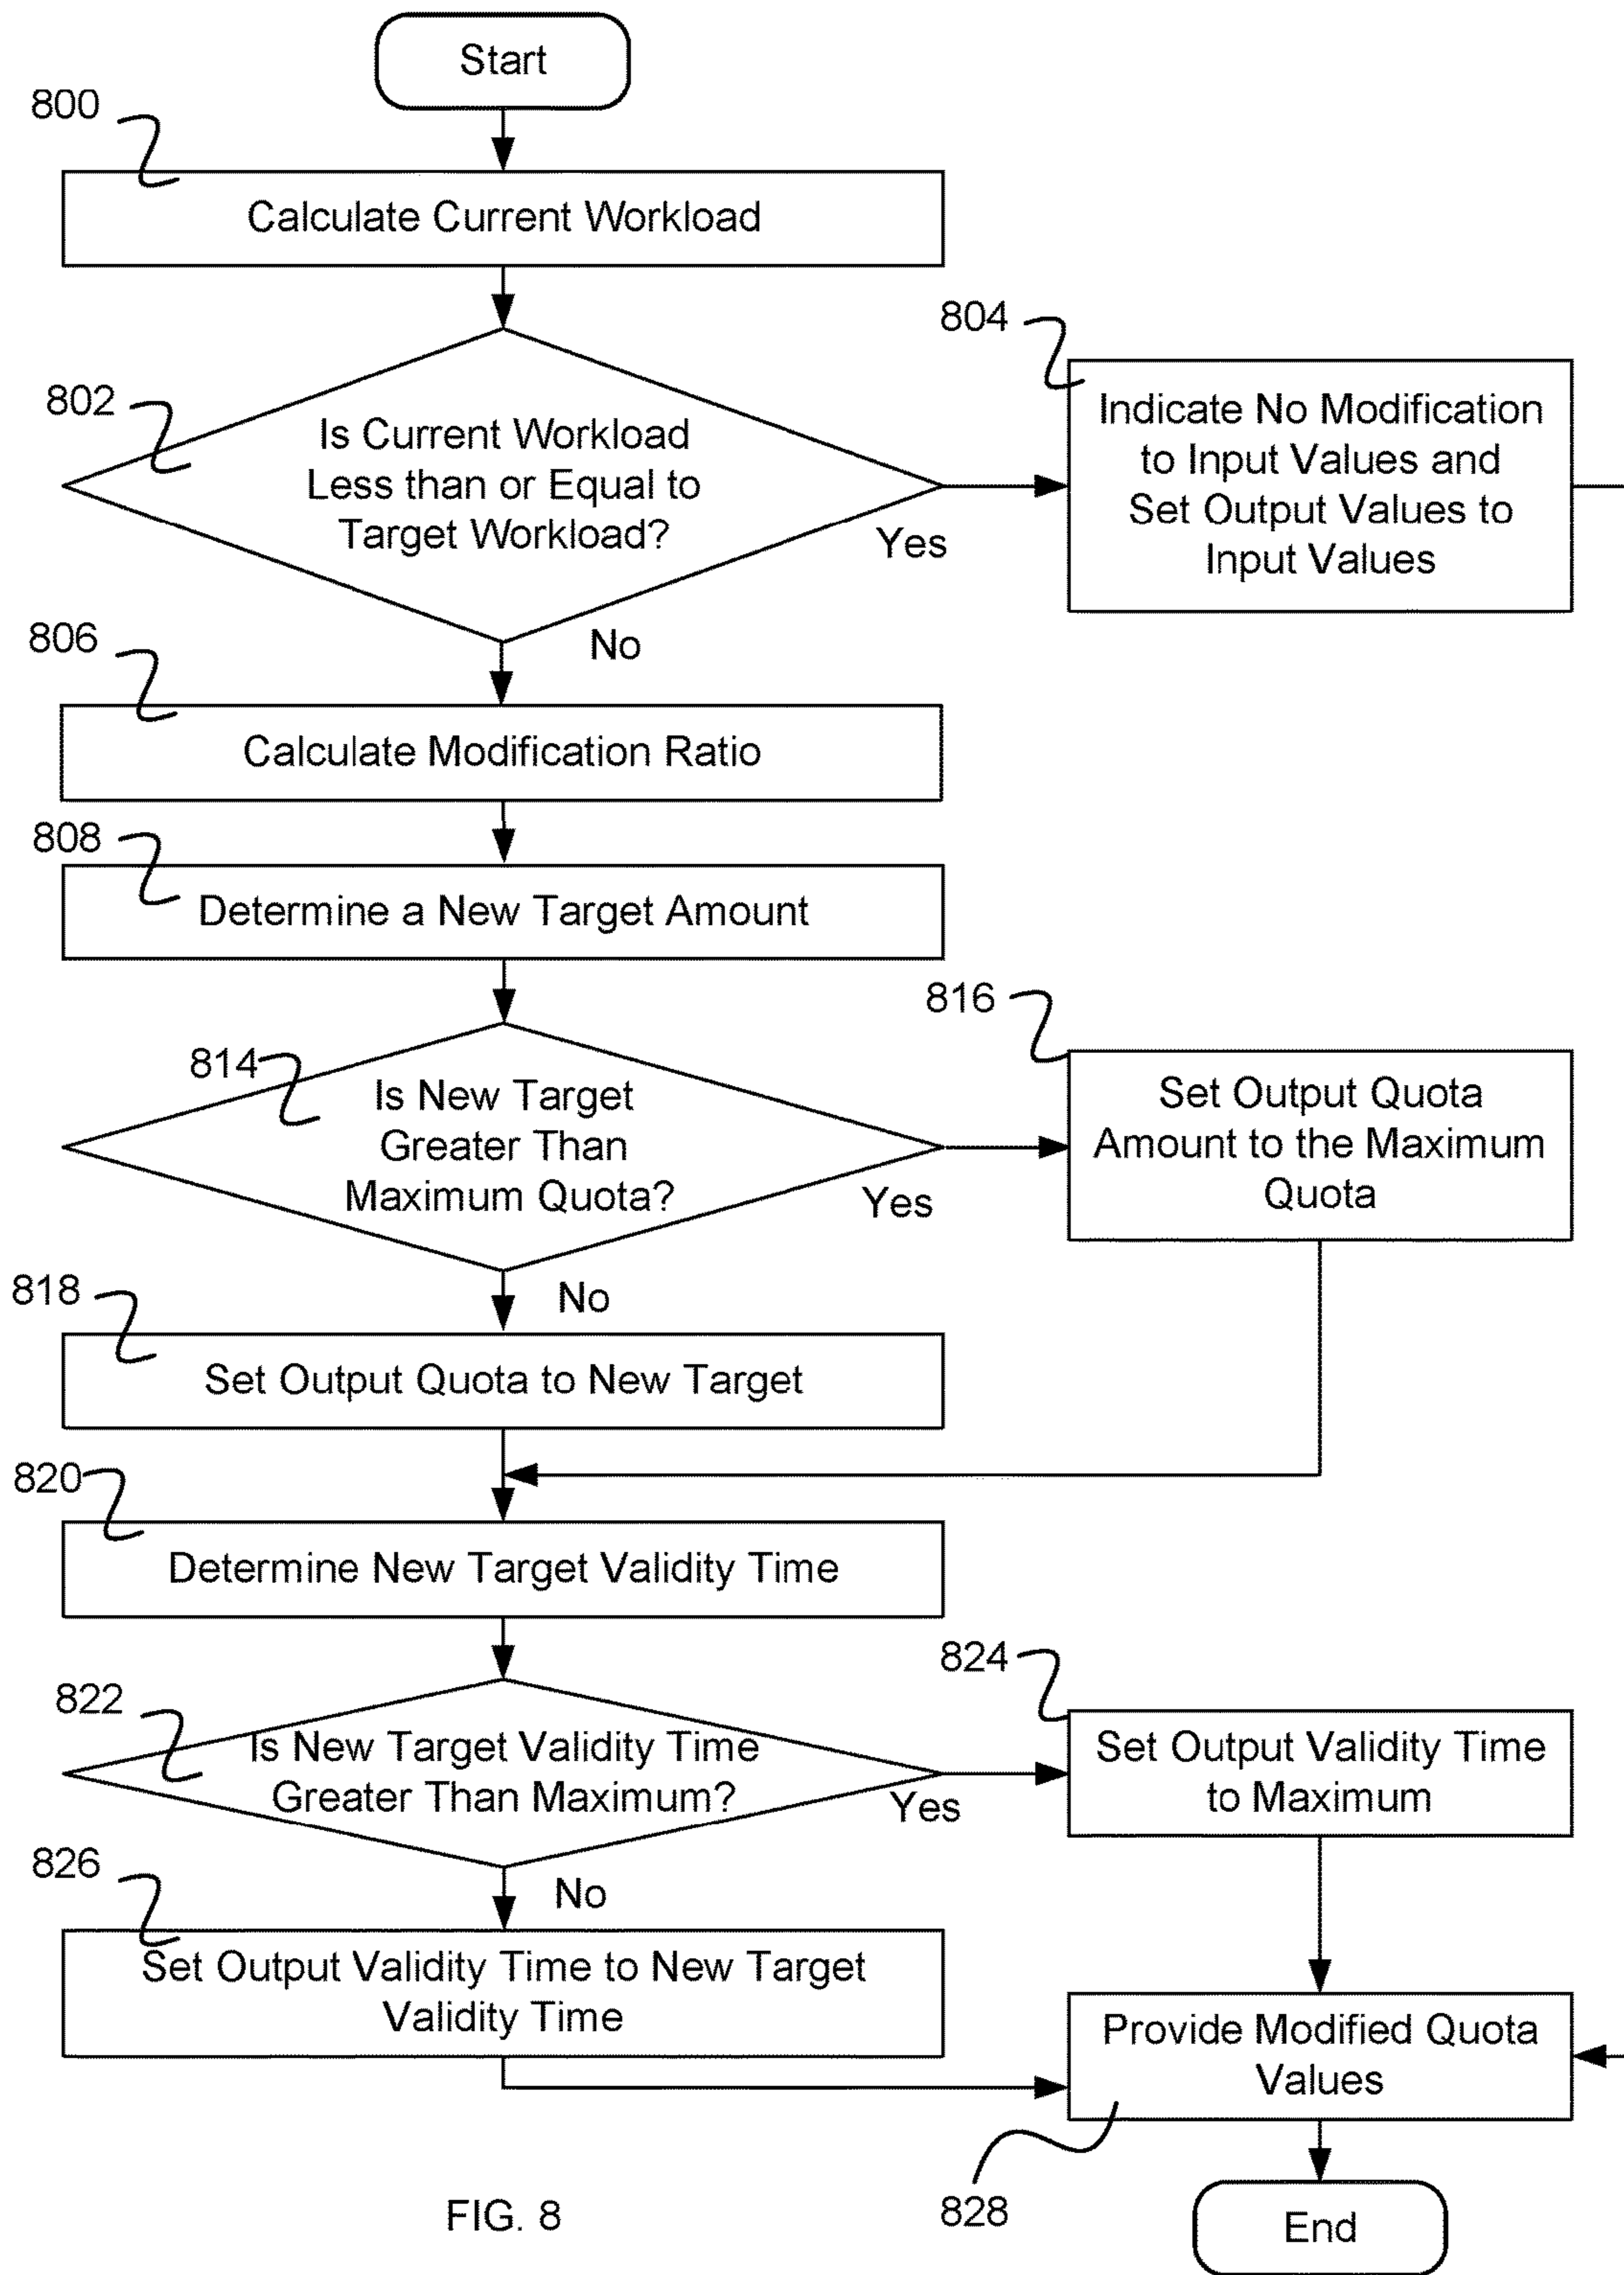 Start
800
Calculate Current Workload
802
Is Current Workload
Less than or Equal to
Target Workload?
Yes
804
Indicate No Modification
to Input Values and
Set Output Values to
Input Values
No
806
Calculate Modification Ratio
808
Determine a New Target Amount
814
Is New Target
Greater Than
Maximum Quota?
Yes
816
Set Output Quota
Amount to the Maximum
Quota
No
818
Set Output Quota to New Target
820
Determine New Target Validity Time
822
Is New Target Validity Time
Greater Than Maximum?
Yes
824
Set Output Validity Time
to Maximum
No
826
Set Output Validity Time to New Target
Validity Time
Provide Modified Quota
Values
828
End
FIG. 8